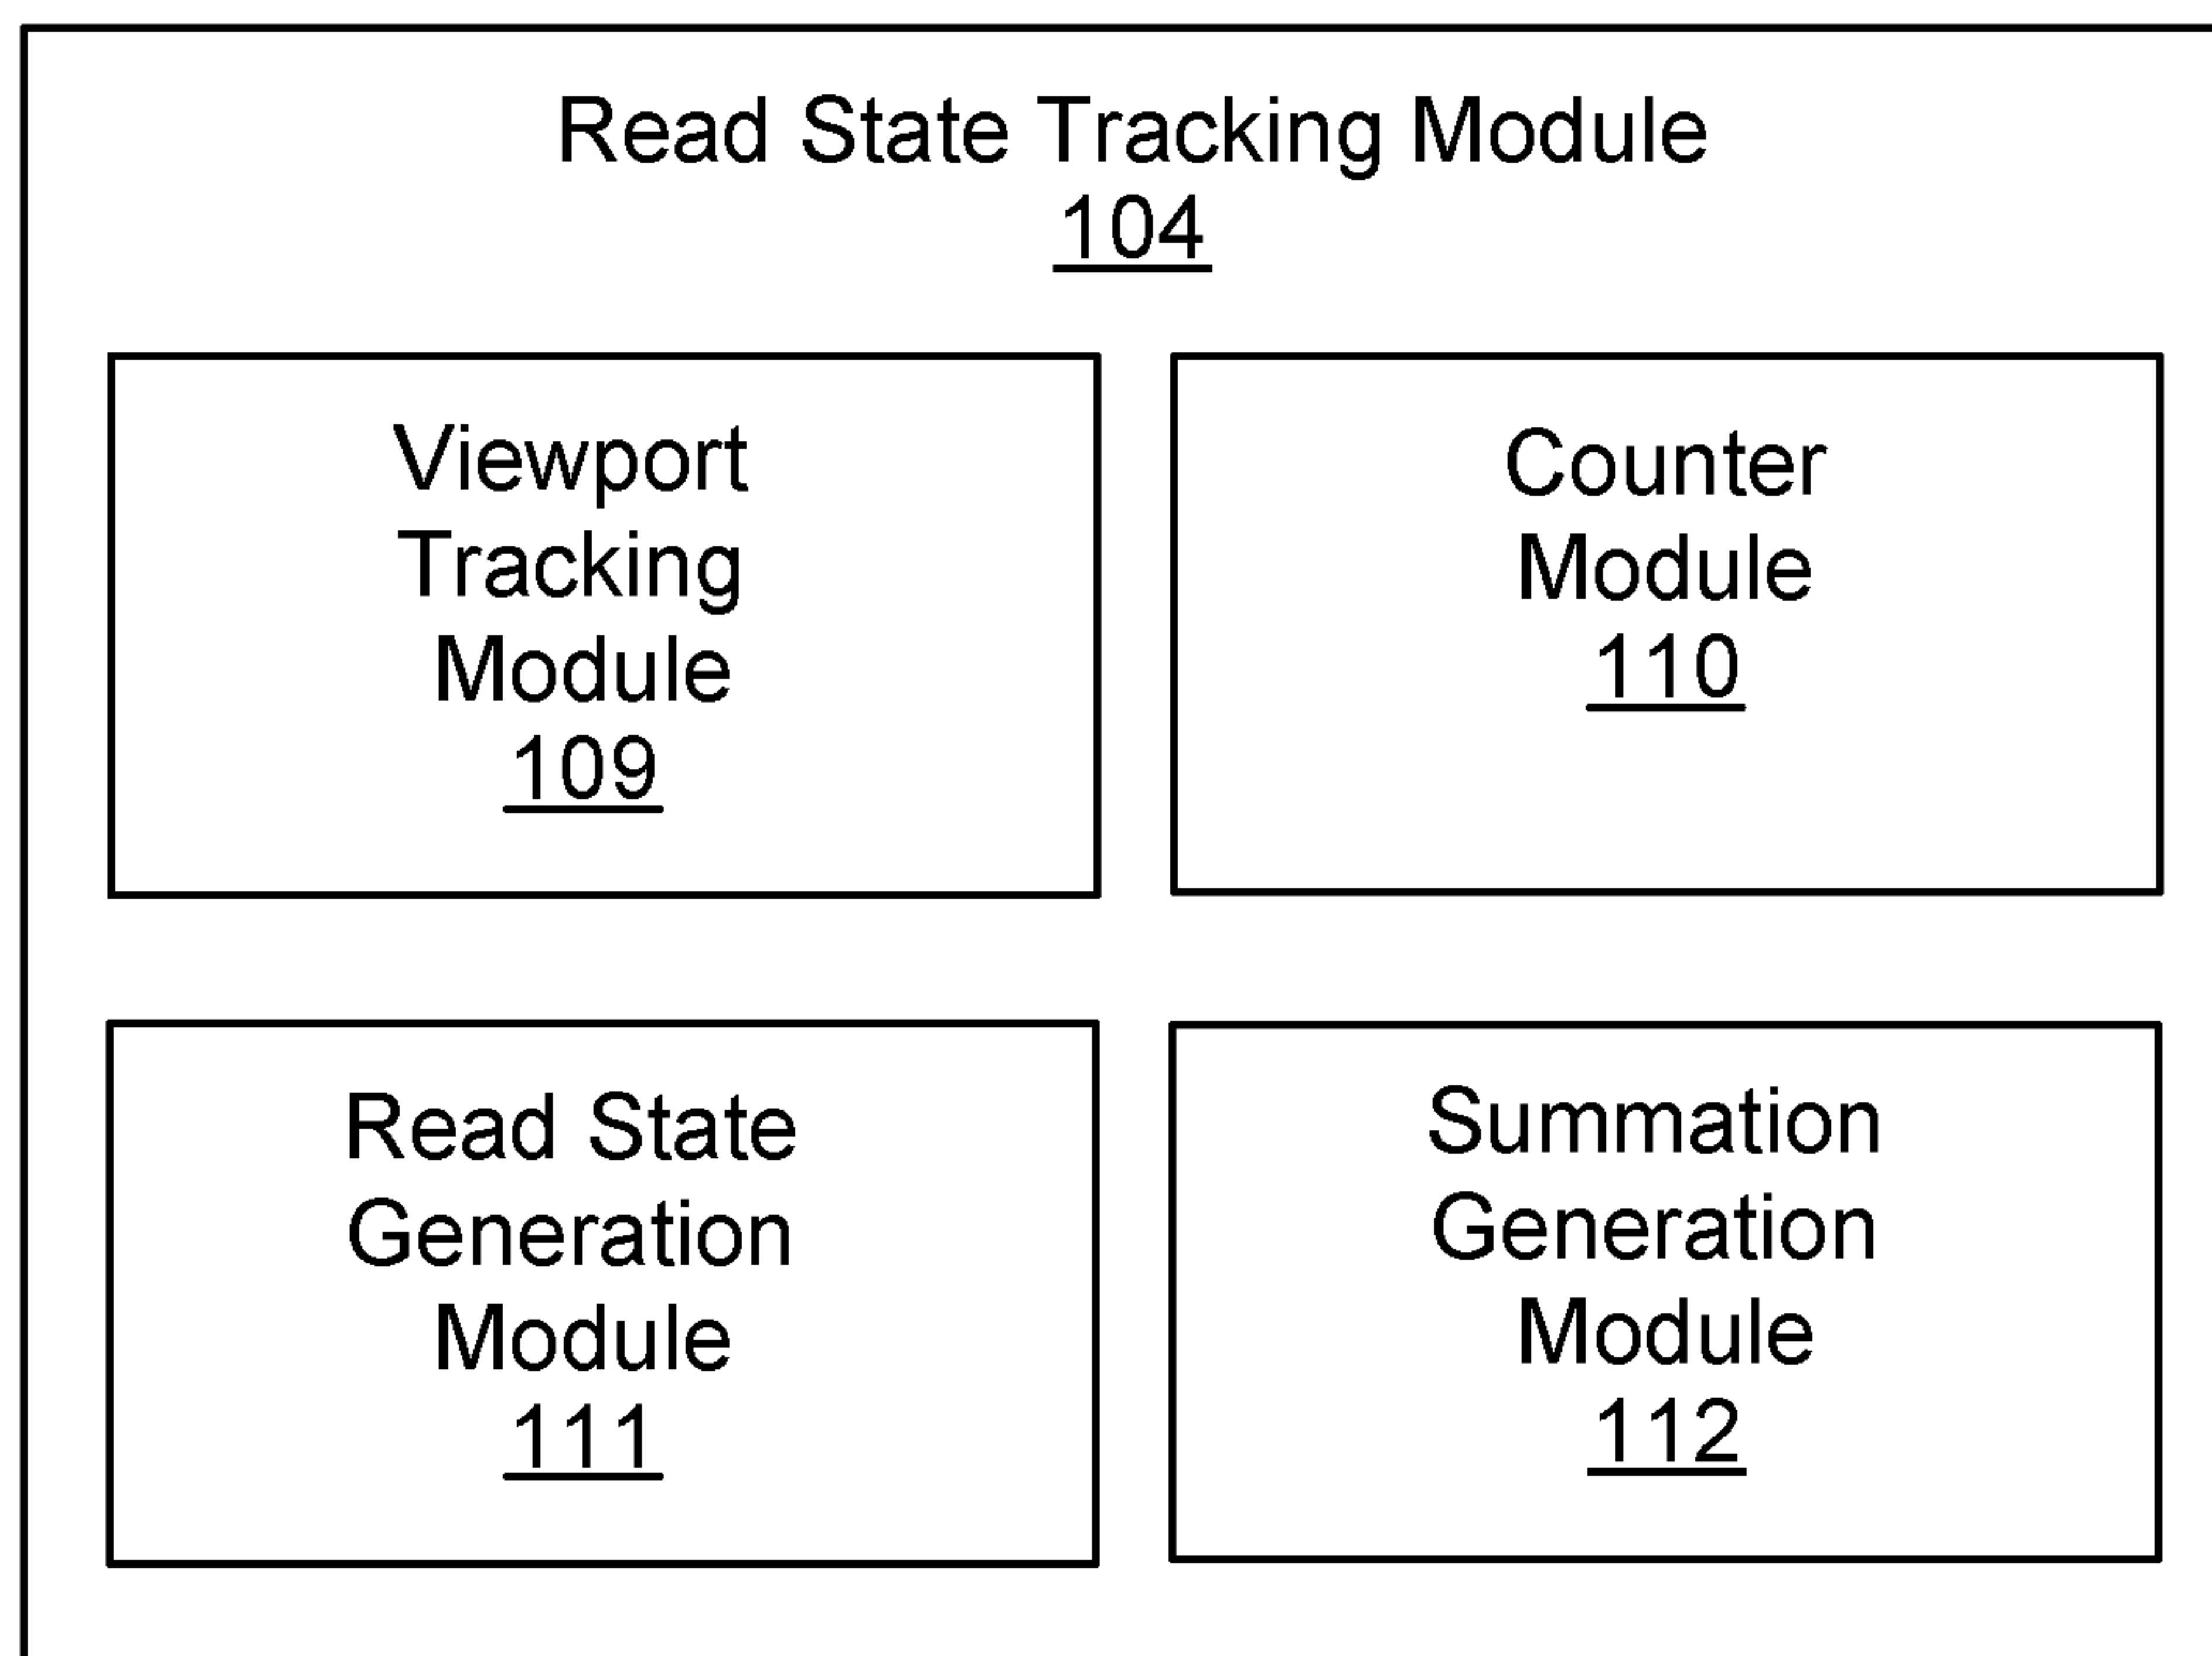 Read State Tracking Module
104
Viewport
Tracking
Module
109
Counter
Module
110
Read State
Generation
Module
111
Summation
Generation
Module
112